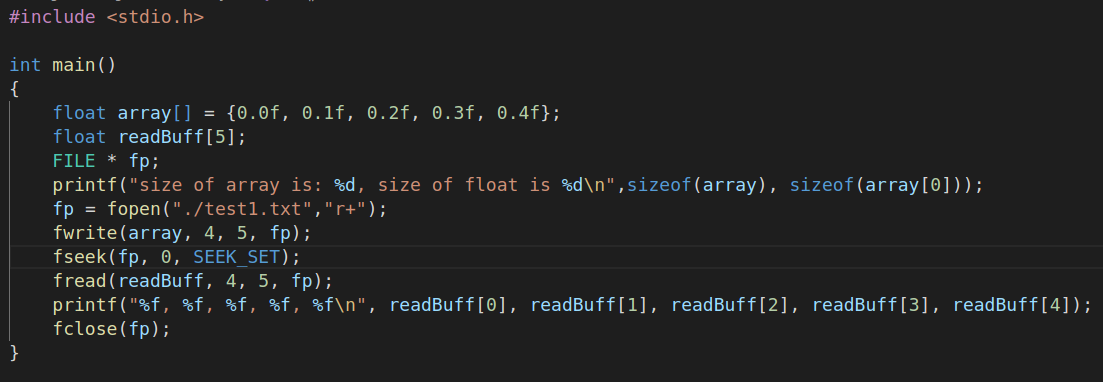 #include <stdio.h>
int main()
{
    float array[] = {0.0f, 0.1f, 0.2f, 0.3f, 0.4f};
    float readBuff[5];
    FILE * fp;
    printf("size of array is: %d, size of float is %d\n",sizeof(array), sizeof(array[0]));
    fp = fopen("./test1.txt","r+");
    fwrite(array, 4, 5, fp);
    fseek(fp, 0, SEEK_SET);
    fread(readBuff, 4, 5, fp);
    printf("%f, %f, %f, %f, %f\n", readBuff[0], readBuff[1], readBuff[2], readBuff[3], readBuff[4]);
    fclose(fp);
}